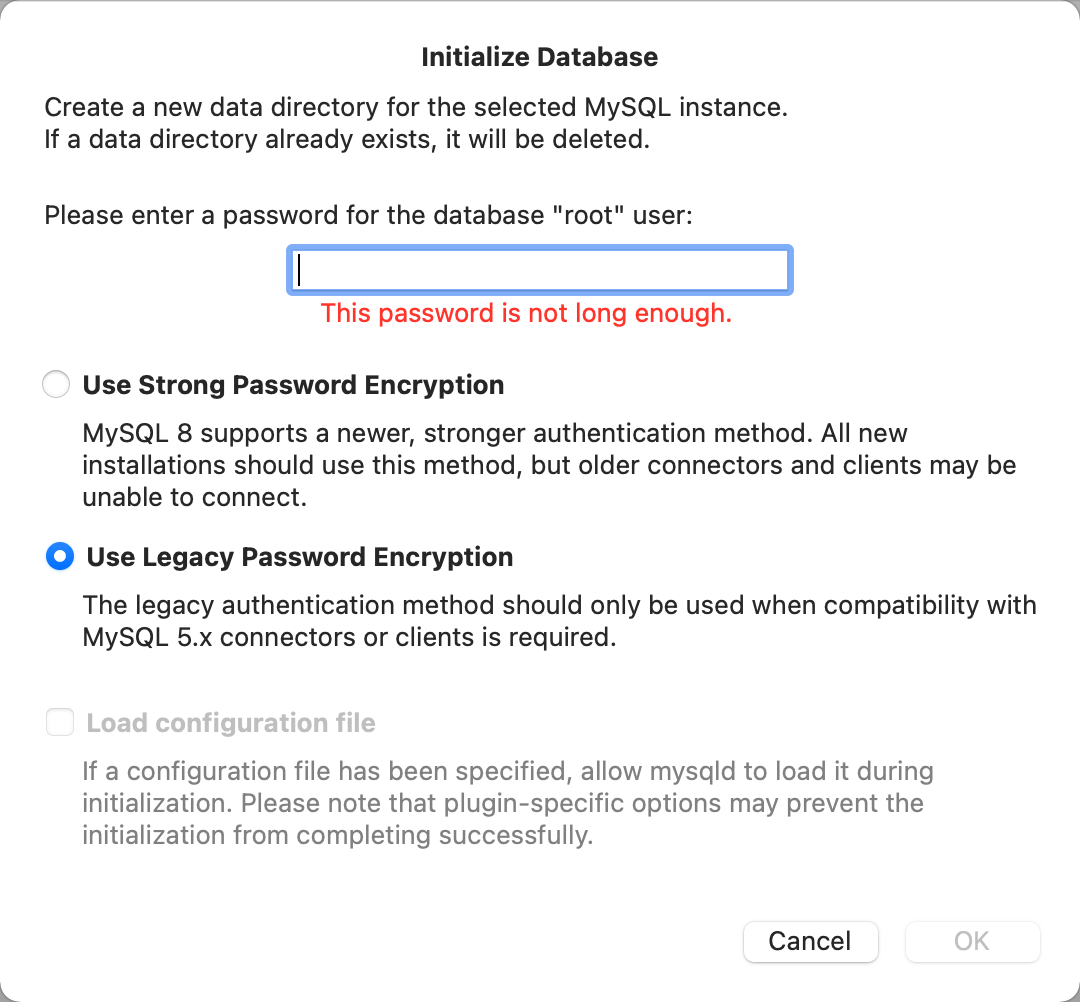 Initialize Database
Create a new data directory for the selected MySQL instance.
If a data directory already exists, it will be deleted.
Please enter a password for the database "root" user:
This password is not long enough.
Use Strong Password Encryption
MySQL 8 supports a newer, stronger authentication method. All new
installations should use this method, but older connectors and clients may be
unable to connect.
Use Legacy Password Encryption
The legacy authentication method should only be used when compatibility with
MySQL 5.x connectors or clients is required.
Load configuration file
If a configuration file has been specified, allow mysqld to load it during
initialization. Please note that plugin-specific options may prevent the
initialization from completing successfully.
Cancel OK